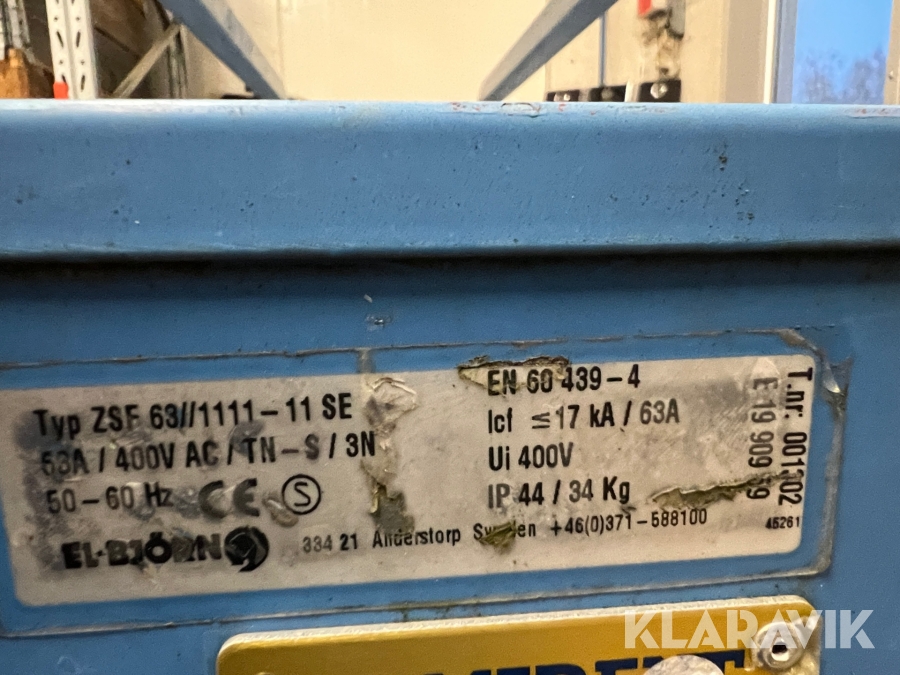 Typ ZSF 63//1111-11 SE
63A / 400V AC / TN-S / 3N
50-60 Hz CE S
EL-BJÖRN
334 21 Anderstorp Sweden +46(0)371-588100
EN 60 439-4
Icf ≤17 kA / 63A
Ui 400V
IP 44 / 34 Kg
T.nr. 001302
E 19 909 59
45261
KLARAVIK